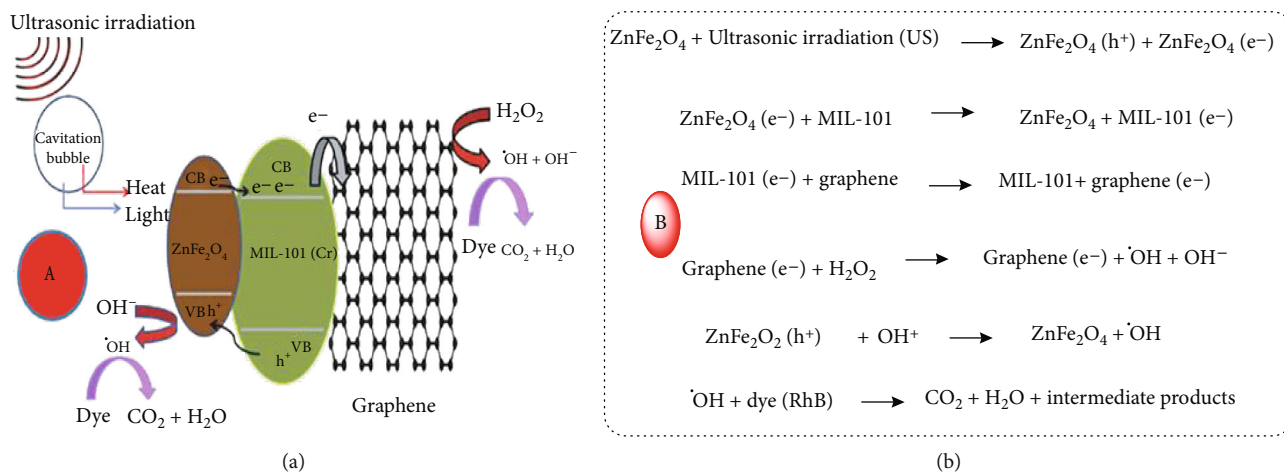 Ultrasonic irradiation
Cavitation
bubble
Heat
Light
A
CB e−
ZnFe₂O₄
VB h⁺
CB
e− e−
MIL-101 (Cr)
VB
h⁺
e−
Graphene
H₂O₂
•OH + OH⁻
Dye CO₂ + H₂O
OH⁻
•OH
Dye CO₂ + H₂O
(a)
ZnFe₂O₄ + Ultrasonic irradiation (US) → ZnFe₂O₄ (h⁺) + ZnFe₂O₄ (e−)
ZnFe₂O₄ (e−) + MIL-101 → ZnFe₂O₄ + MIL-101 (e−)
MIL-101 (e−) + graphene → MIL-101+ graphene (e−)
B
Graphene (e−) + H₂O₂ → Graphene (e−) + •OH + OH⁻
ZnFe₂O₂ (h⁺) + OH⁺ → ZnFe₂O₄ + •OH
•OH + dye (RhB) → CO₂ + H₂O + intermediate products
(b)